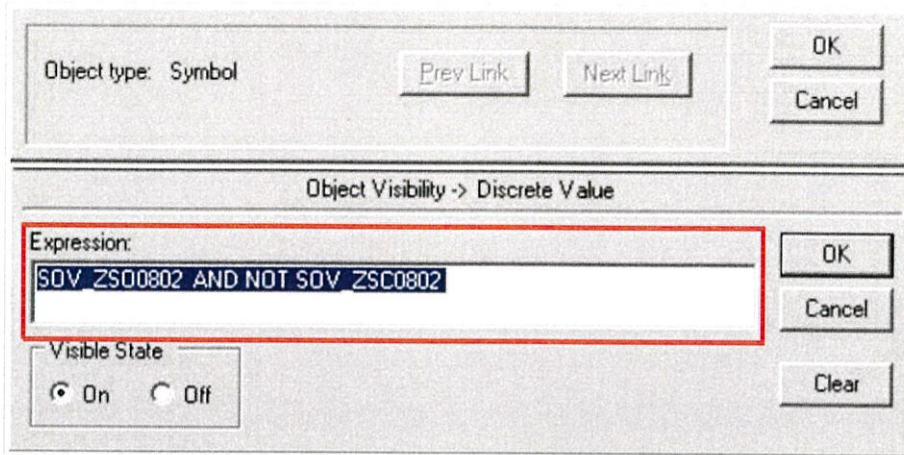 Object type: Symbol
Prev Link
Next Link
OK
Cancel
Object Visibility -> Discrete Value
Expression:
SOV_ZSO0802 AND NOT SOV_ZSC0802
OK
Cancel
Visible State
On
Off
Clear